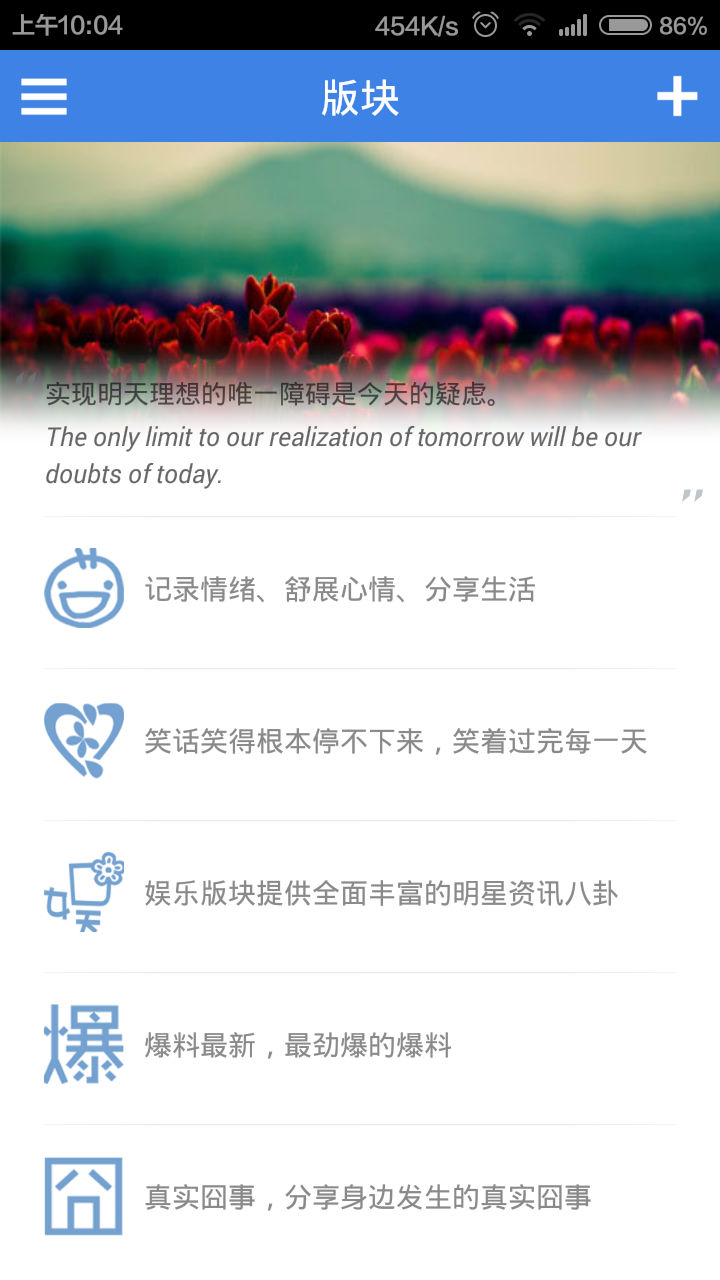 上午10:04 454K/s 86%
版块
实现明天理想的唯一障碍是今天的疑虑。
The only limit to our realization of tomorrow will be our
doubts of today.
”
记录情绪、舒展心情、分享生活
笑话笑得根本停不下来，笑着过完每一天
娱乐版块提供全面丰富的明星资讯八卦
爆
爆料最新，最劲爆的爆料
囧
真实囧事，分享身边发生的真实囧事